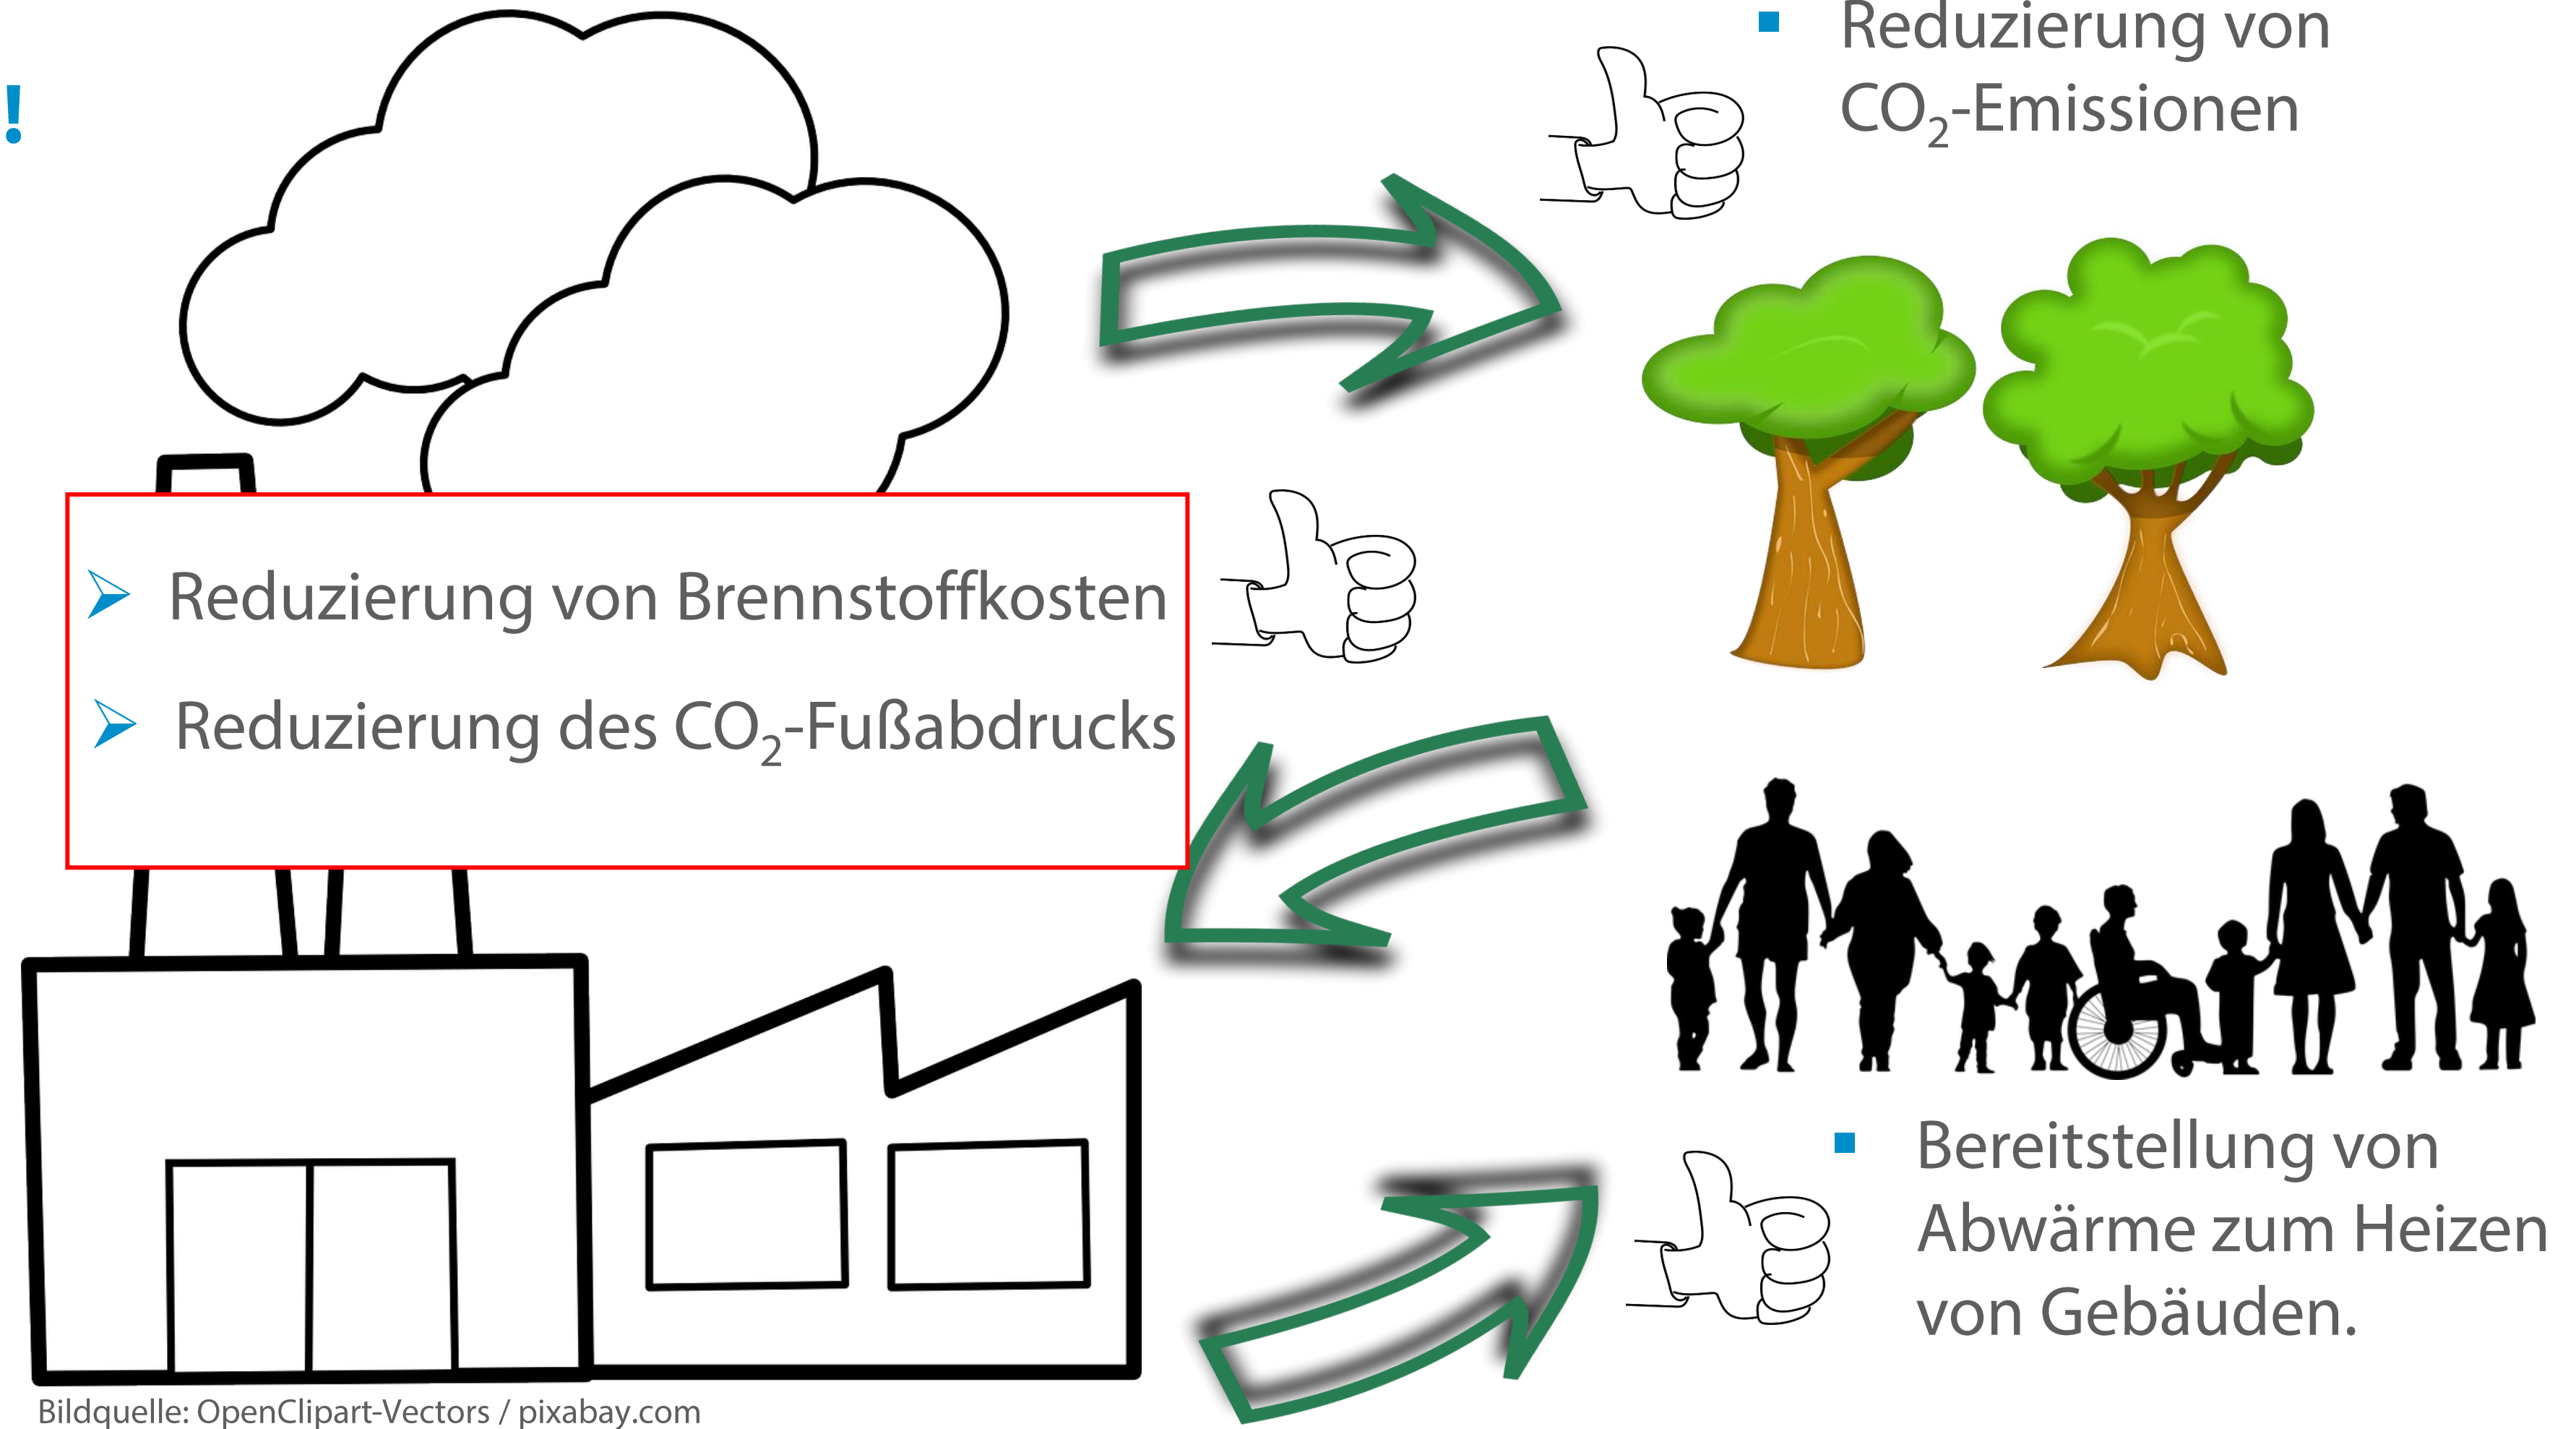 !
Reduzierung von
CO₂-Emissionen
Reduzierung von Brennstoffkosten
Reduzierung des CO₂-Fußabdrucks
Bereitstellung von
Abwärme zum Heizen
von Gebäuden.
Bildquelle: OpenClipart-Vectors / pixabay.com